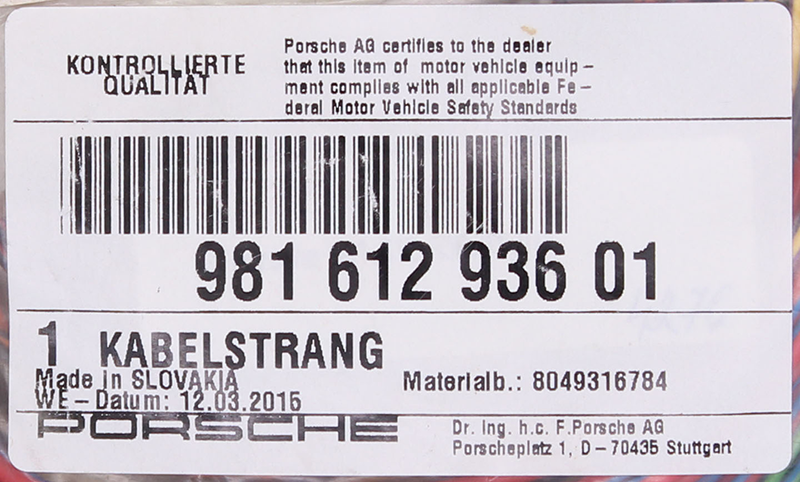 KONTROLLIERTE
QUALITAT
Porsche AG certifies to the dealer
that this item of motor vehicle equip-
ment complies with all applicable Fe-
deral Motor Vehicle Safety Standards
981 612 936 01
1 KABELSTRANG
Made in SLOVAKIA
Materialb.: 8049316784
WE-Datum: 12.03.2015
PORSCHE
Dr. Ing. h.c. F.Porsche AG
Porscheplatz 1, D-70435 Stuttgart